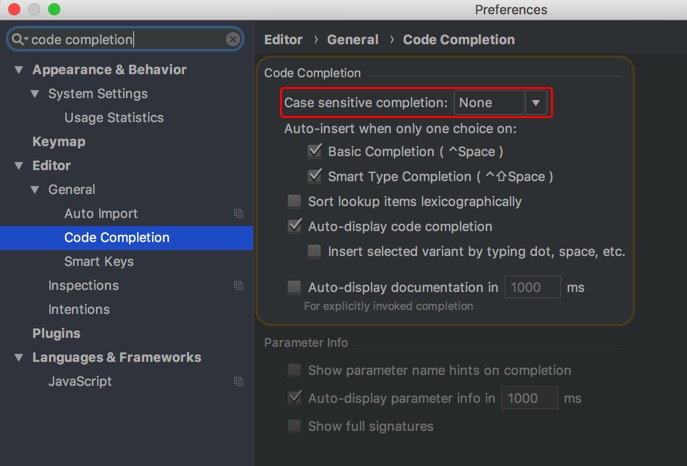 Preferences
code completion
Editor › General › Code Completion
Appearance & Behavior
System Settings
Usage Statistics
Keymap
Editor
General
Auto Import
Code Completion
Smart Keys
Inspections
Intentions
Plugins
Languages & Frameworks
JavaScript
Code Completion
Case sensitive completion: None
Auto-insert when only one choice on:
Basic Completion ( ^Space )
Smart Type Completion ( ^⇧Space )
Sort lookup items lexicographically
Auto-display code completion
Insert selected variant by typing dot, space, etc.
Auto-display documentation in 1000 ms
For explicitly invoked completion
Parameter Info
Show parameter name hints on completion
Auto-display parameter info in 1000 ms
Show full signatures